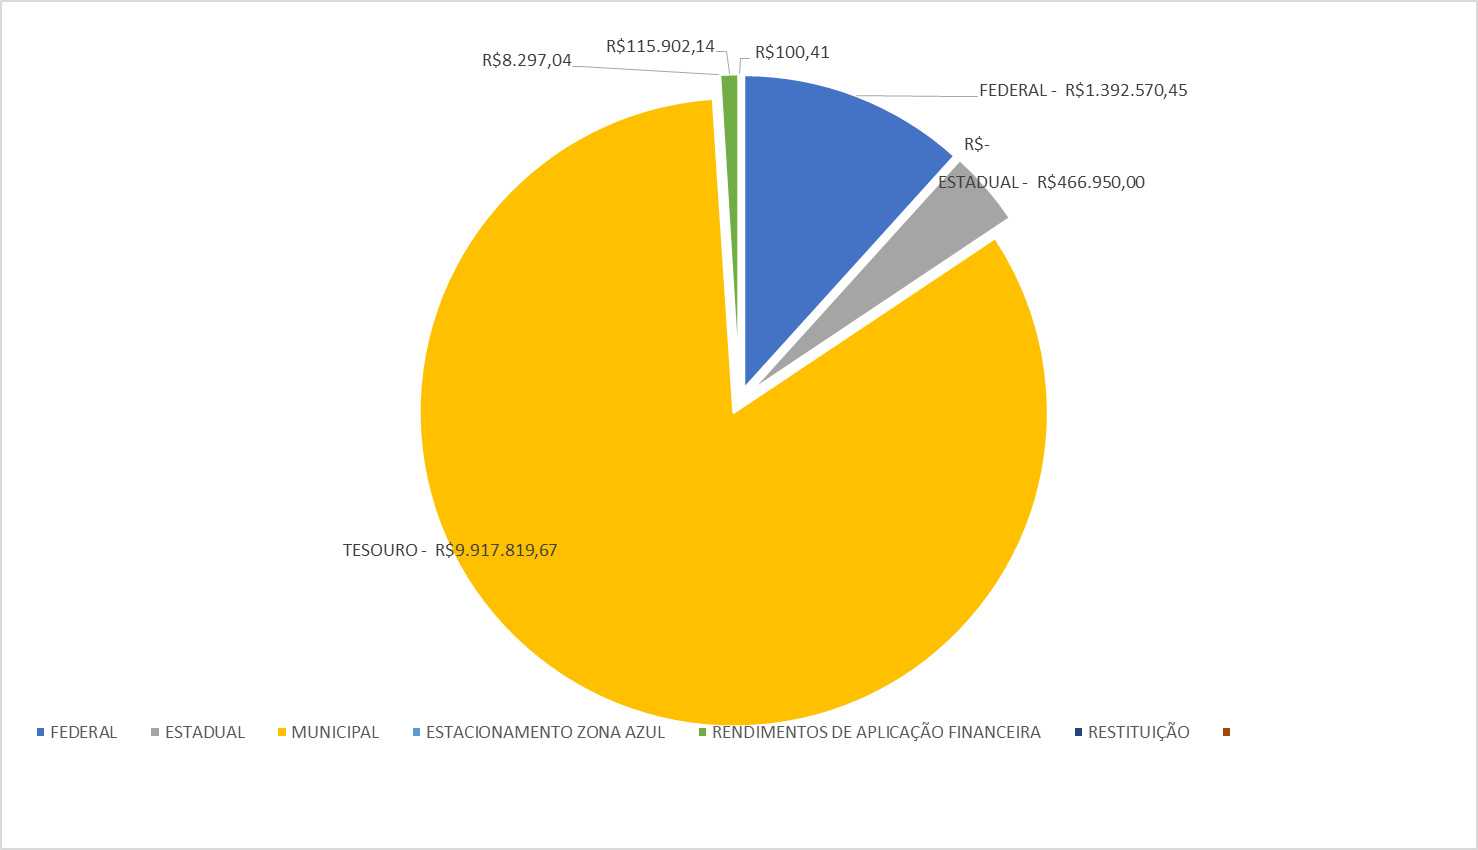 R$115.902,14
R$100,41
R$8.297,04
FEDERAL - R$1.392.570,45
R$-
ESTADUAL - R$466.950,00
TESOURO - R$9.917.819,67
FEDERAL ESTADUAL MUNICIPAL ESTACIONAMENTO ZONA AZUL RENDIMENTOS DE APLICAÇÃO FINANCEIRA RESTITUIÇÃO